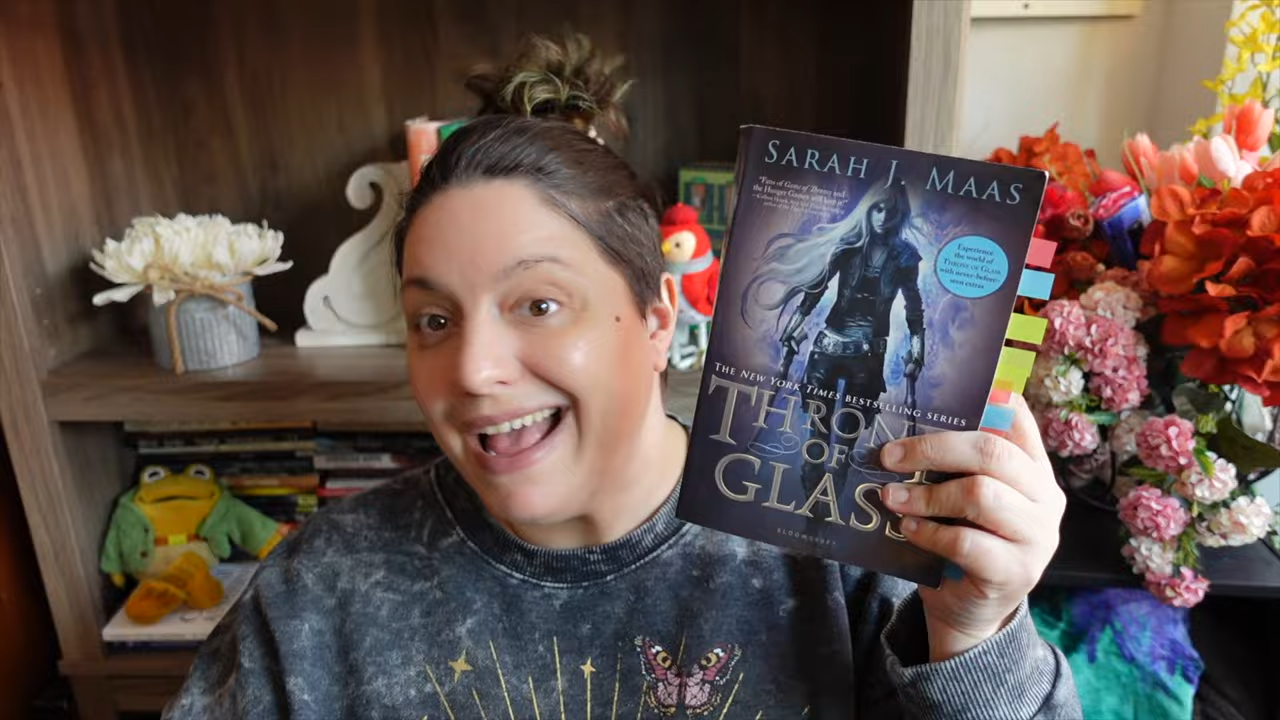 SARAH J. MAAS
"Fans of Game of Thrones and
the Hunger Games will love it."
Experience
the world of
THRONE OF GLASS
with never-before-
seen extras
THE NEW YORK TIMES BESTSELLING SERIES
THRON
OF
GLASS
BLOOMSBURY